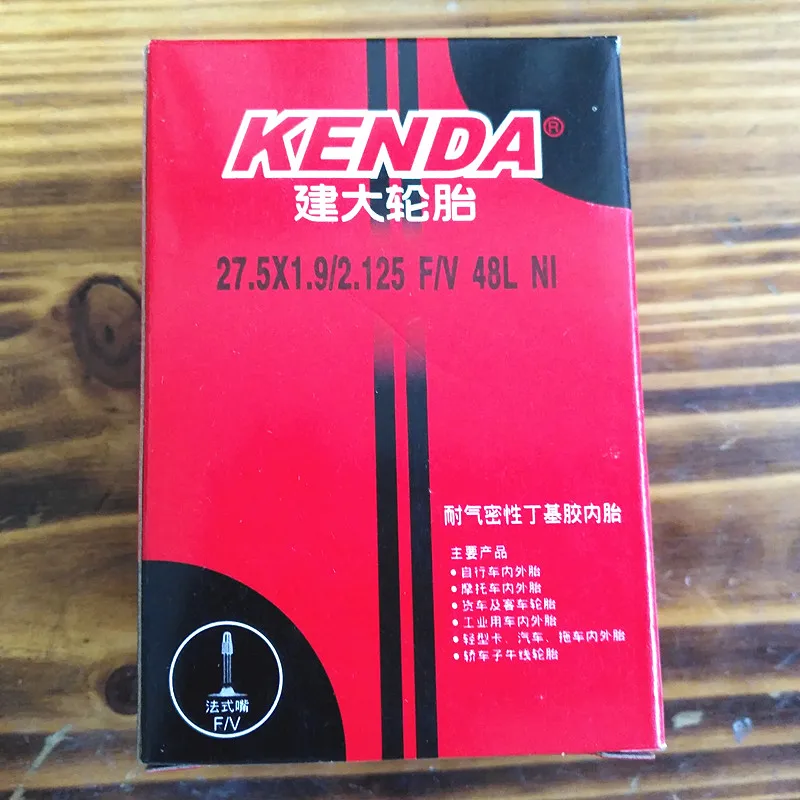 KENDA®
建大轮胎
27.5X1.9/2.125 F/V 48L NI
耐气密性丁基胶内胎
主要产品
•自行车内外胎
•摩托车内外胎
•货车及客车轮胎
•工业用车内外胎
•轻型卡、汽车、拖车内外胎
•轿车子午线轮胎
法式嘴
F/V